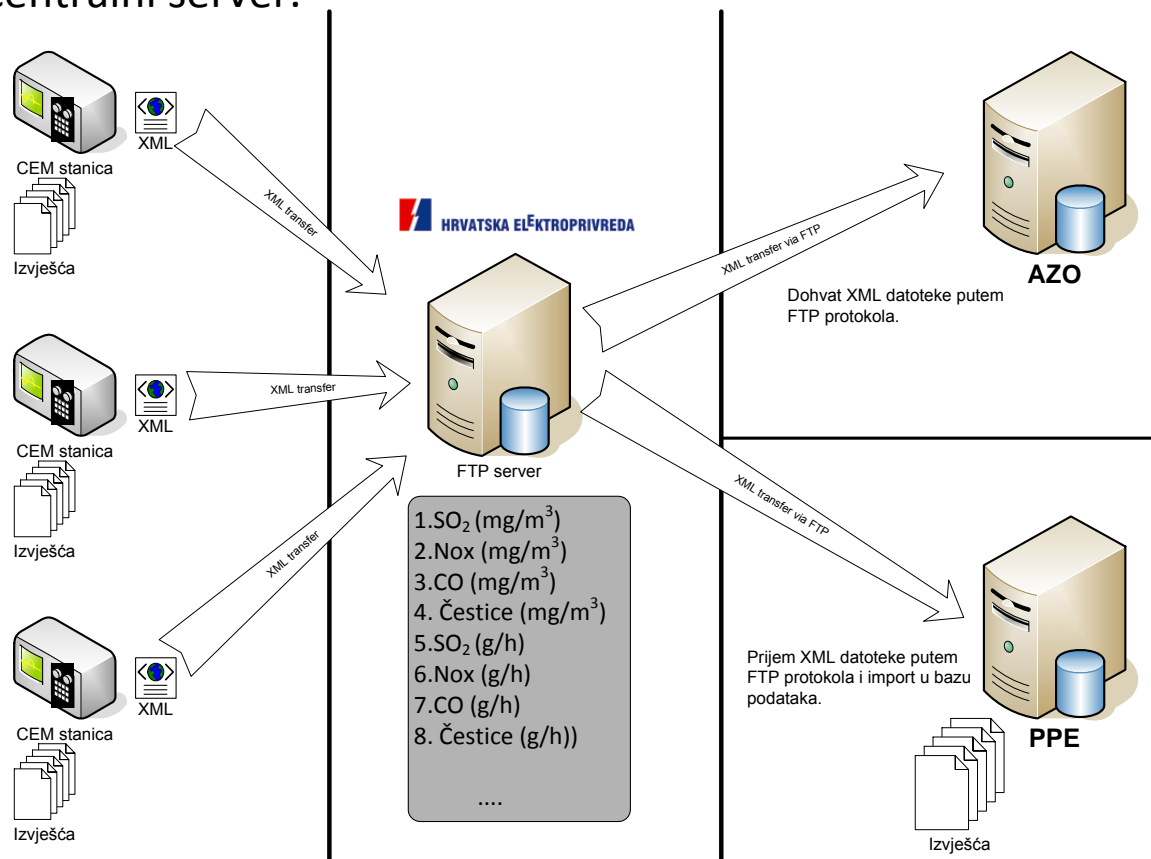 centralni server.
XML
CEM stanica
Izvješća
XML transfer
XML
CEM stanica
Izvješća
XML transfer
XML
CEM stanica
Izvješća
XML transfer
HRVATSKA ELEKTROPRIVREDA
FTP server
1.SO₂ (mg/m³)
2.Nox (mg/m³)
3.CO (mg/m³)
4. Čestice (mg/m³)
5.SO₂ (g/h)
6.Nox (g/h)
7.CO (g/h)
8. Čestice (g/h))
....
XML transfer via FTP
AZO
Dohvat XML datoteke putem
FTP protokola.
XML transfer via FTP
Prijem XML datoteke putem
FTP protokola i import u bazu
podataka.
PPE
Izvješća